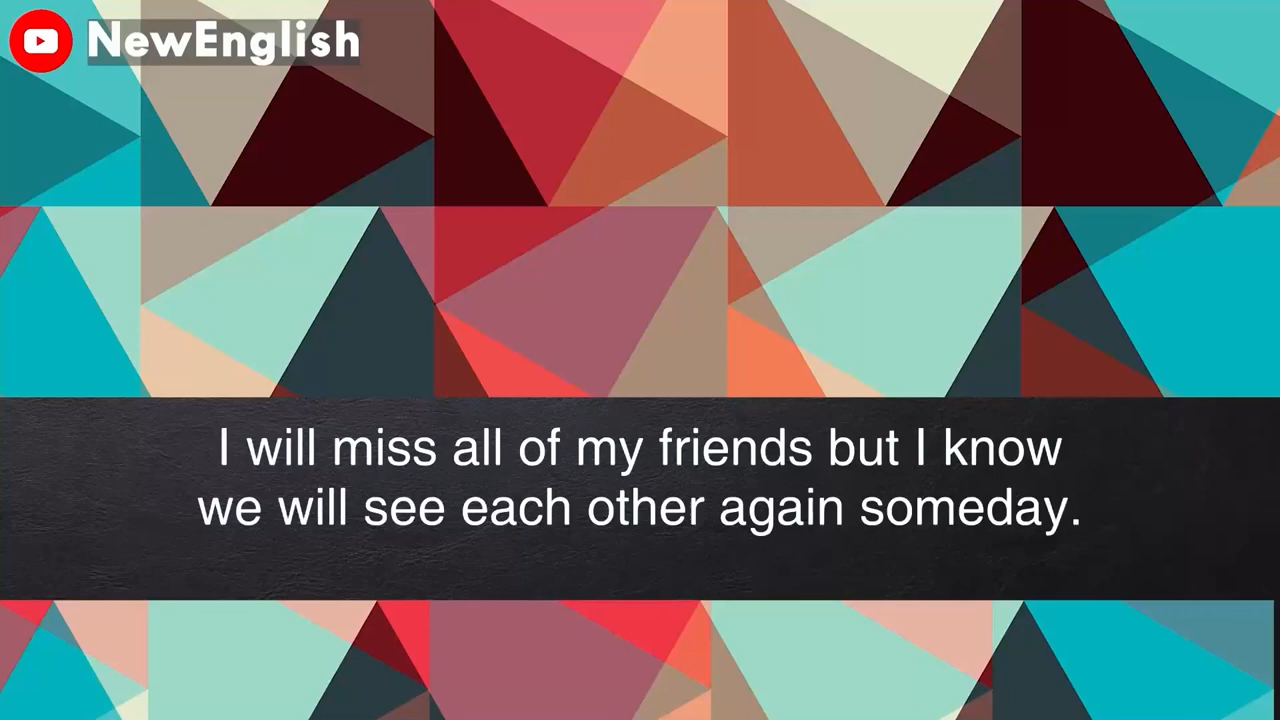 NewEnglish
I will miss all of my friends but I know
we will see each other again someday.